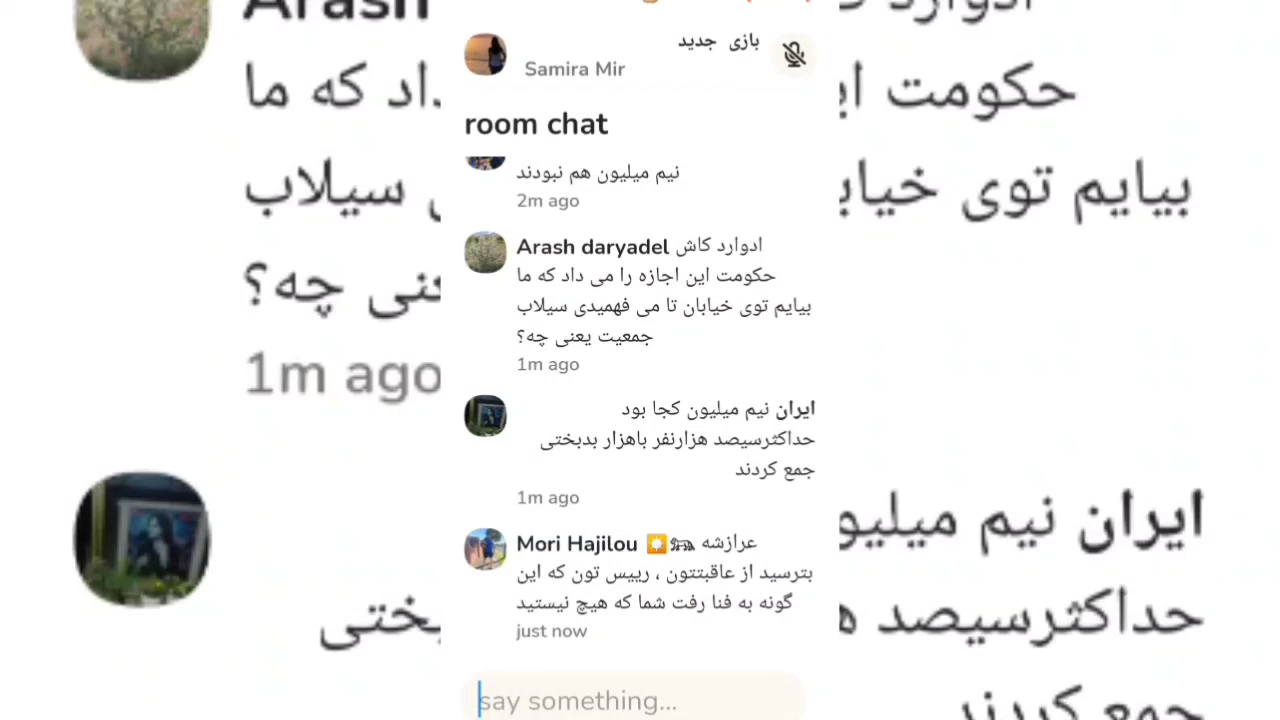 بازی جدید
Samira Mir
room chat
نیم میلیون هم نبودند
2m ago
Arash daryadel ادوارد کاش
حکومت این اجازه را می داد که ما
بیایم توی خیابان تا می فهمیدی سیلاب
جمعیت یعنی چه؟
1m ago
ایران نیم میلیون کجا بود
حداکثرسیصد هزارنفر باهزار بدبختی
جمع کردند
1m ago
Mori Hajilou عرازشه
بترسید از عاقبتتون ، رییس تون که این
گونه به فنا رفت شما که هیچ نیستید
just now
say something...